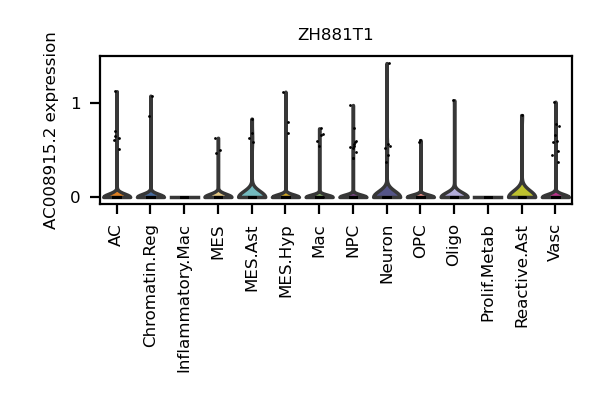 ZH881T1
AC008915.2 expression
1
0
AC
Chromatin.Reg
Inflammatory.Mac
MES
MES.Ast
MES.Hyp
Mac
NPC
Neuron
OPC
Oligo
Prolif.Metab
Reactive.Ast
Vasc